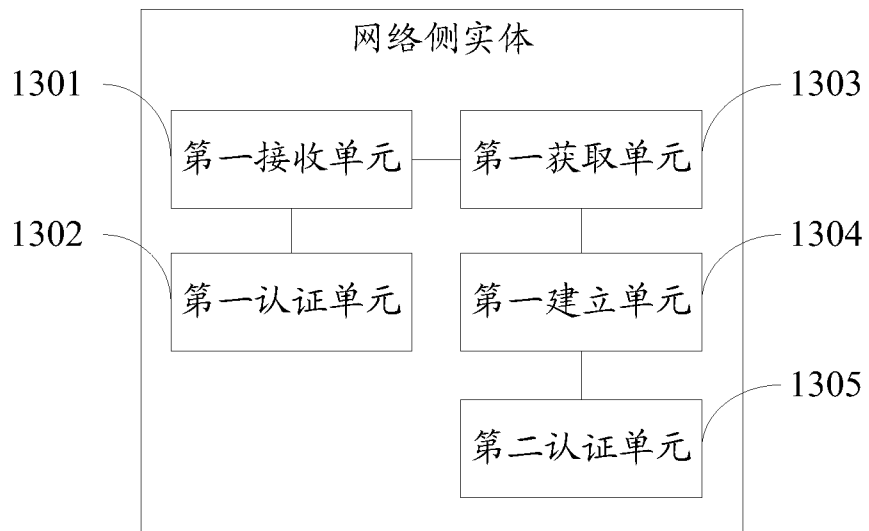 网络侧实体
1301
第一接收单元
第一获取单元
1303
1302
第一认证单元
第一建立单元
1304
第二认证单元
1305